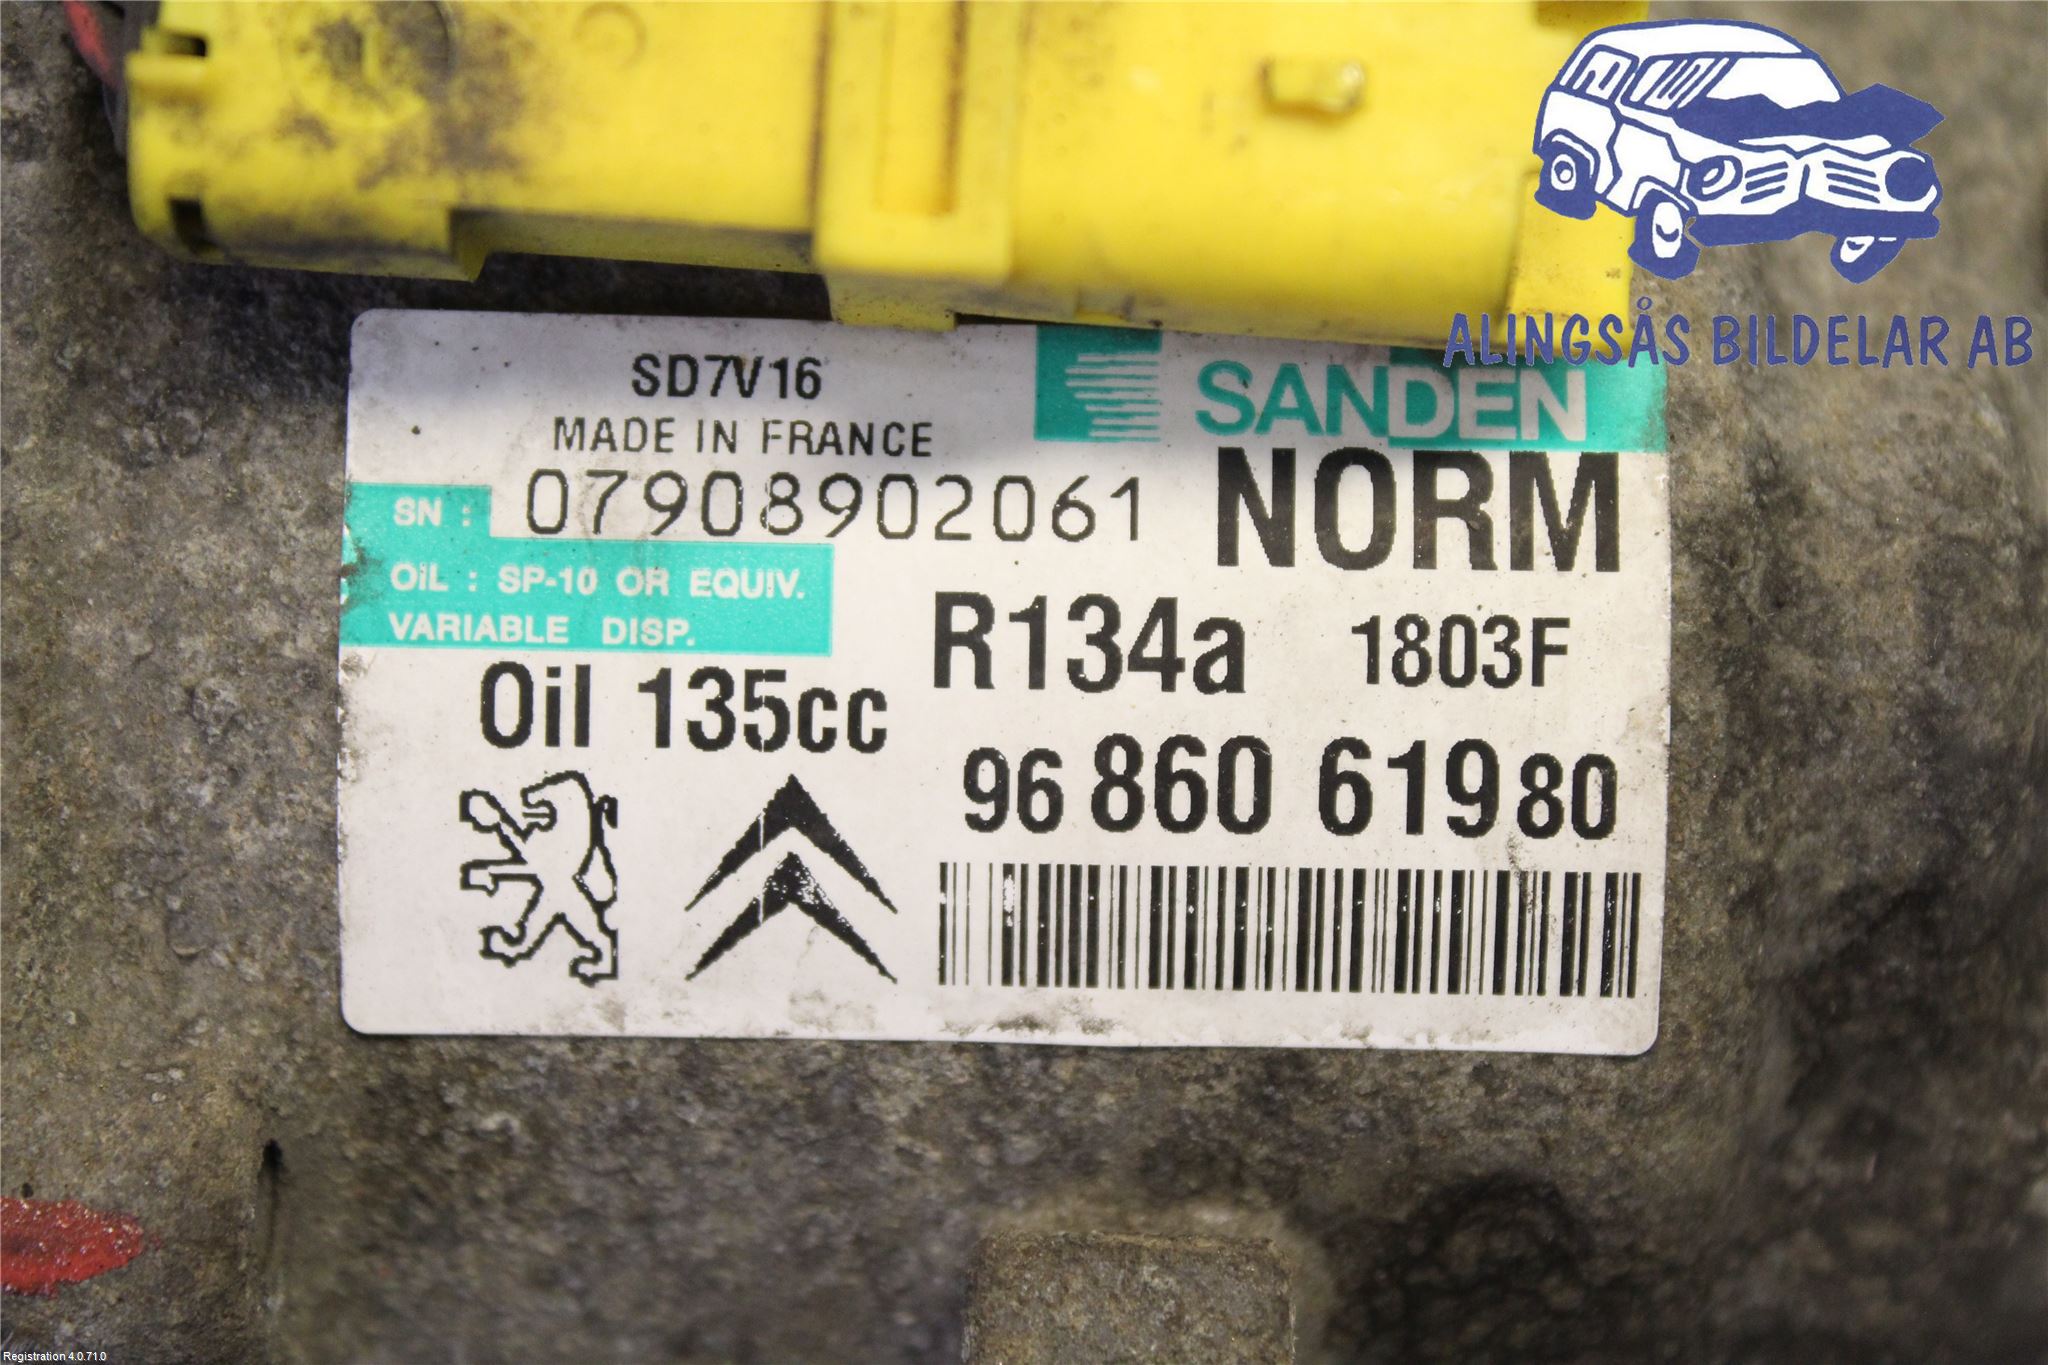 ALINGSÅS BILDELAR AB
SD7V16
SANDEN
MADE IN FRANCE
SN : 07908902061
NORM
OIL : SP-10 OR EQUIV.
VARIABLE DISP.
R134a 1803F
Oil 135cc
96 860 619 80
Registration 4.0.71.0